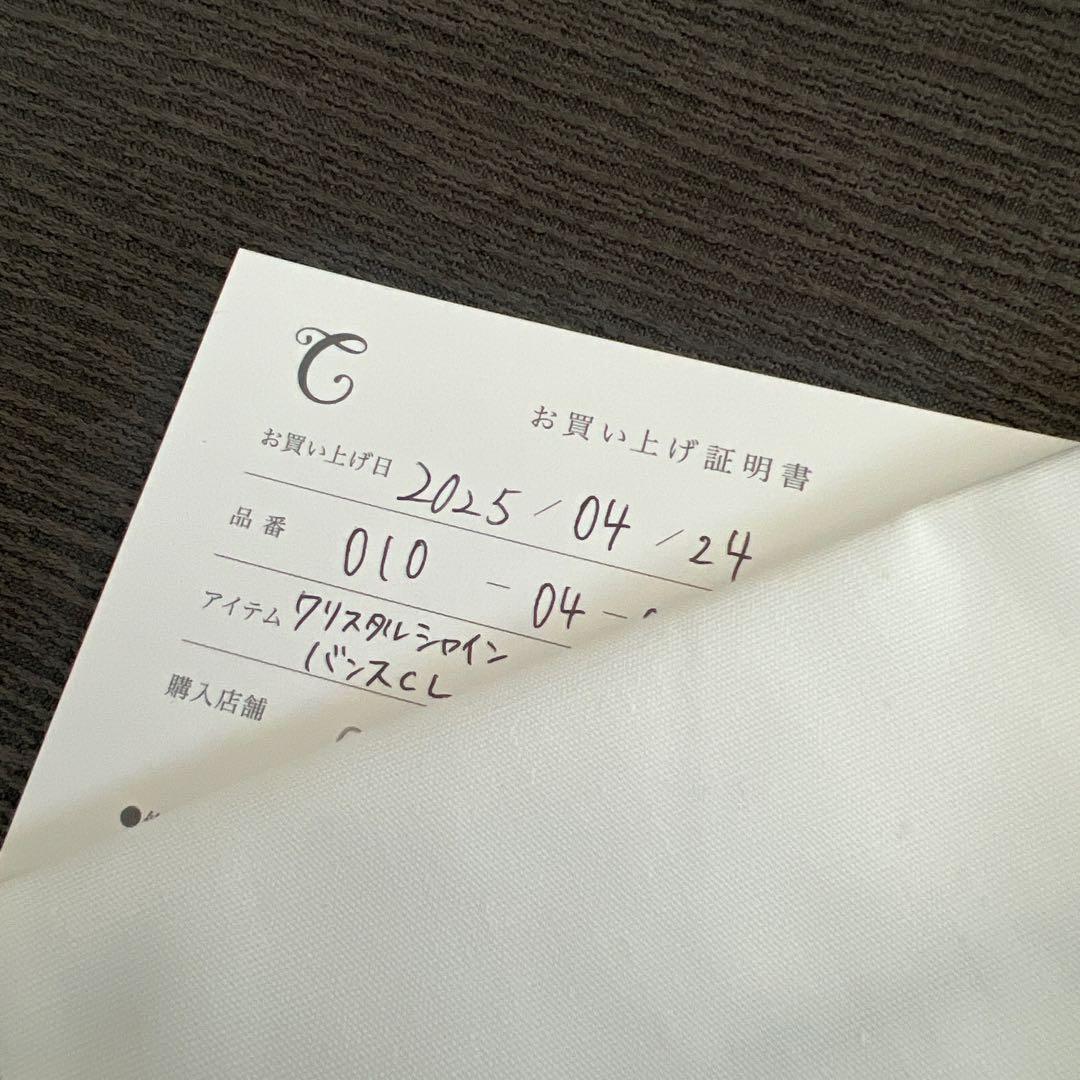 C
お買い上げ証明書
お買い上げ日 2025/04/24
品番 010-04-
アイテム クリスタルシャイン
バンスCL
購入店舗